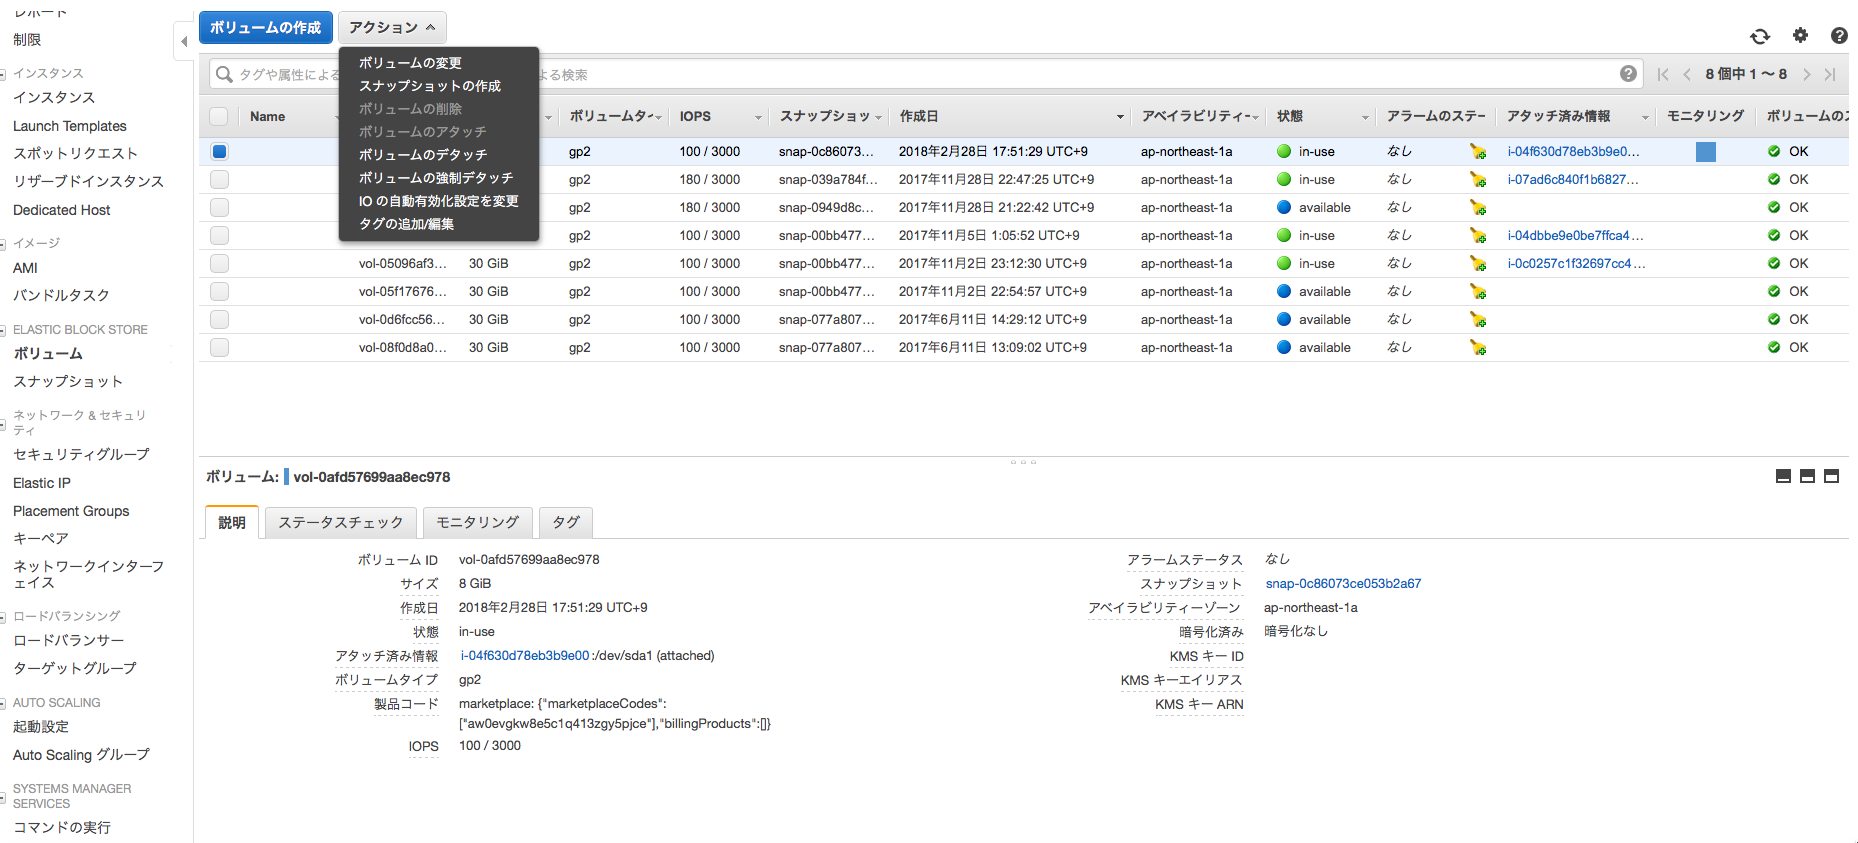 レポート
制限
インスタンス
インスタンス
Launch Templates
スポットリクエスト
リザーブドインスタンス
Dedicated Host
イメージ
AMI
バンドルタスク
ELASTIC BLOCK STORE
ボリューム
スナップショット
ネットワーク & セキュリ
ティ
セキュリティグループ
Elastic IP
Placement Groups
キーペア
ネットワークインターフ
ェイス
ロードバランシング
ロードバランサー
ターゲットグループ
AUTO SCALING
起動設定
Auto Scaling グループ
SYSTEMS MANAGER
SERVICES
コマンドの実行
ボリュームの作成 アクション
ボリュームの変更
スナップショットの作成
ボリュームの削除
ボリュームのアタッチ
ボリュームのデタッチ
ボリュームの強制デタッチ
IO の自動有効化設定を変更
タグの追加/編集
タグや属性による る検索 8 個中 1 ～ 8
Name ボリュームタ IOPS スナップショッ 作成日 アベイラビリティー 状態 アラームのステー アタッチ済み情報 モニタリング ボリュームのス
gp2 100 / 3000 snap-0c86073... 2018年2月28日 17:51:29 UTC+9 ap-northeast-1a in-use なし i-04f630d78eb3b9e0... OK
gp2 180 / 3000 snap-039a784f... 2017年11月28日 22:47:25 UTC+9 ap-northeast-1a in-use なし i-07ad6c840f1b6827... OK
gp2 180 / 3000 snap-0949d8c... 2017年11月28日 21:22:42 UTC+9 ap-northeast-1a available なし OK
gp2 100 / 3000 snap-00bb477... 2017年11月5日 1:05:52 UTC+9 ap-northeast-1a in-use なし i-04dbbe9e0be7ffca4... OK
vol-05096af3... 30 GiB gp2 100 / 3000 snap-00bb477... 2017年11月2日 23:12:30 UTC+9 ap-northeast-1a in-use なし i-0c0257c1f32697cc4... OK
vol-05f17676... 30 GiB gp2 100 / 3000 snap-00bb477... 2017年11月2日 22:54:57 UTC+9 ap-northeast-1a available なし OK
vol-0d6fcc56... 30 GiB gp2 100 / 3000 snap-077a807... 2017年6月11日 14:29:12 UTC+9 ap-northeast-1a available なし OK
vol-08f0d8a0... 30 GiB gp2 100 / 3000 snap-077a807... 2017年6月11日 13:09:02 UTC+9 ap-northeast-1a available なし OK
ボリューム: vol-0afd57699aa8ec978
説明 ステータスチェック モニタリング タグ
ボリューム ID vol-0afd57699aa8ec978
サイズ 8 GiB
作成日 2018年2月28日 17:51:29 UTC+9
状態 in-use
アタッチ済み情報 i-04f630d78eb3b9e00:/dev/sda1 (attached)
ボリュームタイプ gp2
製品コード marketplace: {"marketplaceCodes":
["aw0evgkw8e5c1q413zgy5pjce"],"billingProducts":[]}
IOPS 100 / 3000
アラームステータス なし
スナップショット snap-0c86073ce053b2a67
アベイラビリティーゾーン ap-northeast-1a
暗号化済み 暗号化なし
KMS キー ID
KMS キーエイリアス
KMS キー ARN